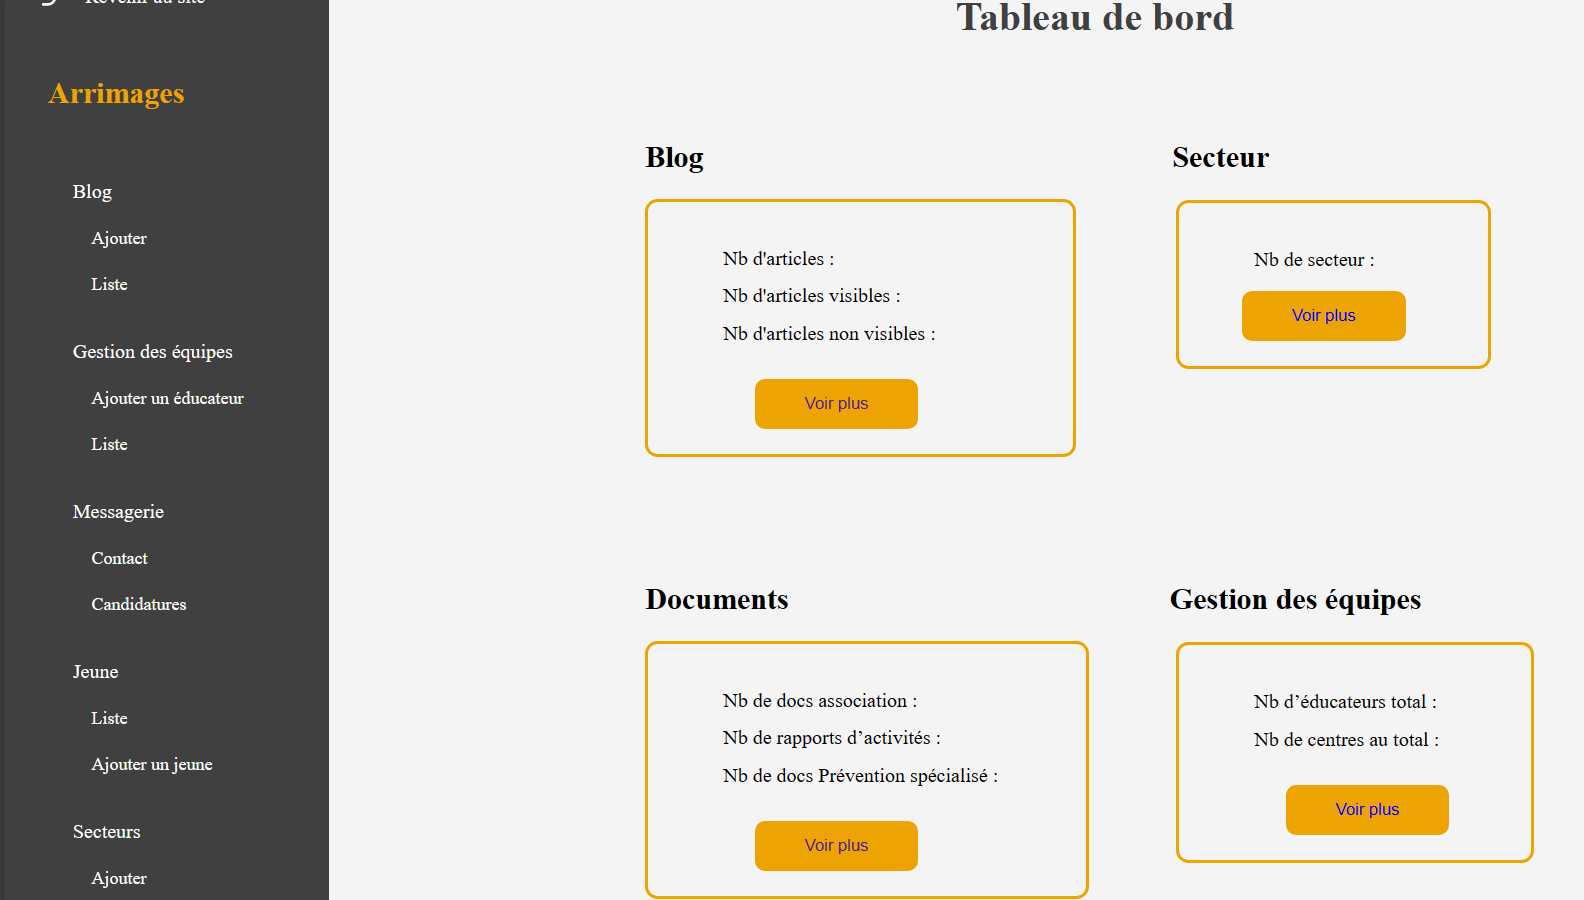 Revenir au site
Arrimages
Blog
Ajouter
Liste
Gestion des équipes
Ajouter un éducateur
Liste
Messagerie
Contact
Candidatures
Jeune
Liste
Ajouter un jeune
Secteurs
Ajouter
Tableau de bord
Blog
Nb d'articles :
Nb d'articles visibles :
Nb d'articles non visibles :
Voir plus
Secteur
Nb de secteur :
Voir plus
Documents
Nb de docs association :
Nb de rapports d’activités :
Nb de docs Prévention spécialisé :
Voir plus
Gestion des équipes
Nb d’éducateurs total :
Nb de centres au total :
Voir plus